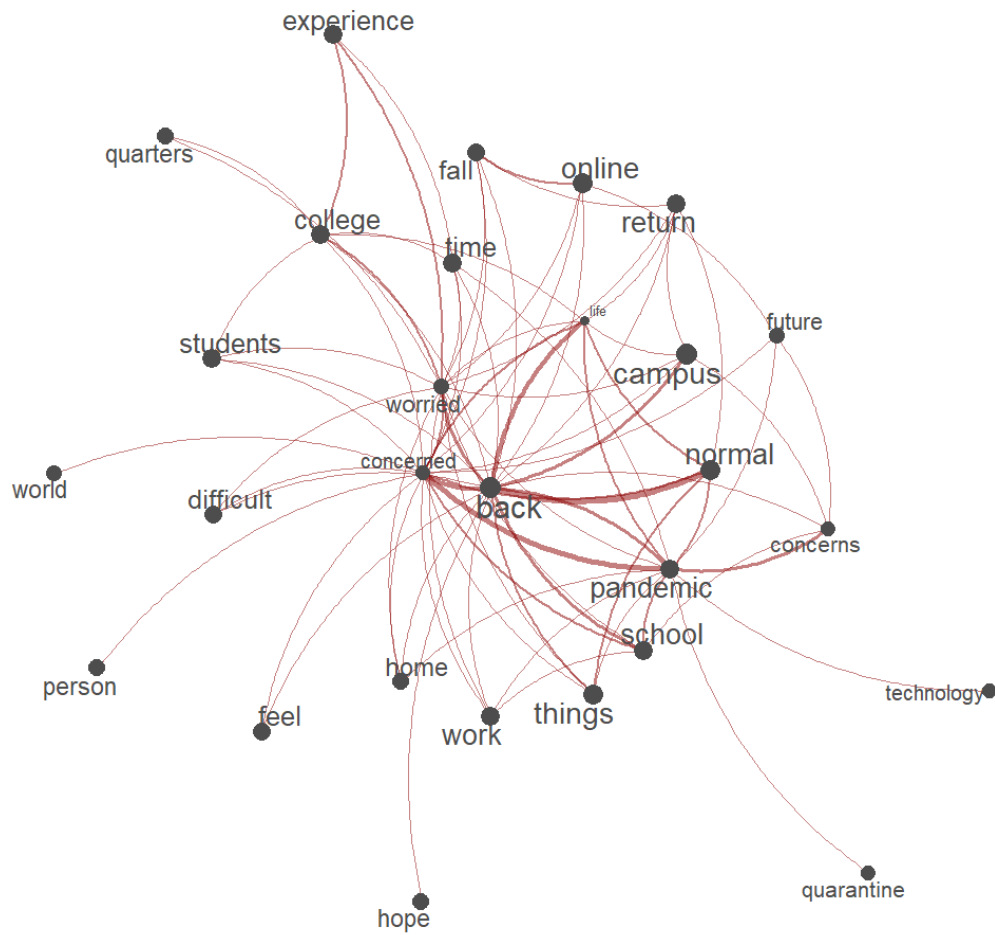 experience
quarters
fall
online
college
return
time
life
future
students
campus
worried
concerned
normal
world
difficult
back
concerns
pandemic
school
person
home
technology
feel
work
things
quarantine
hope